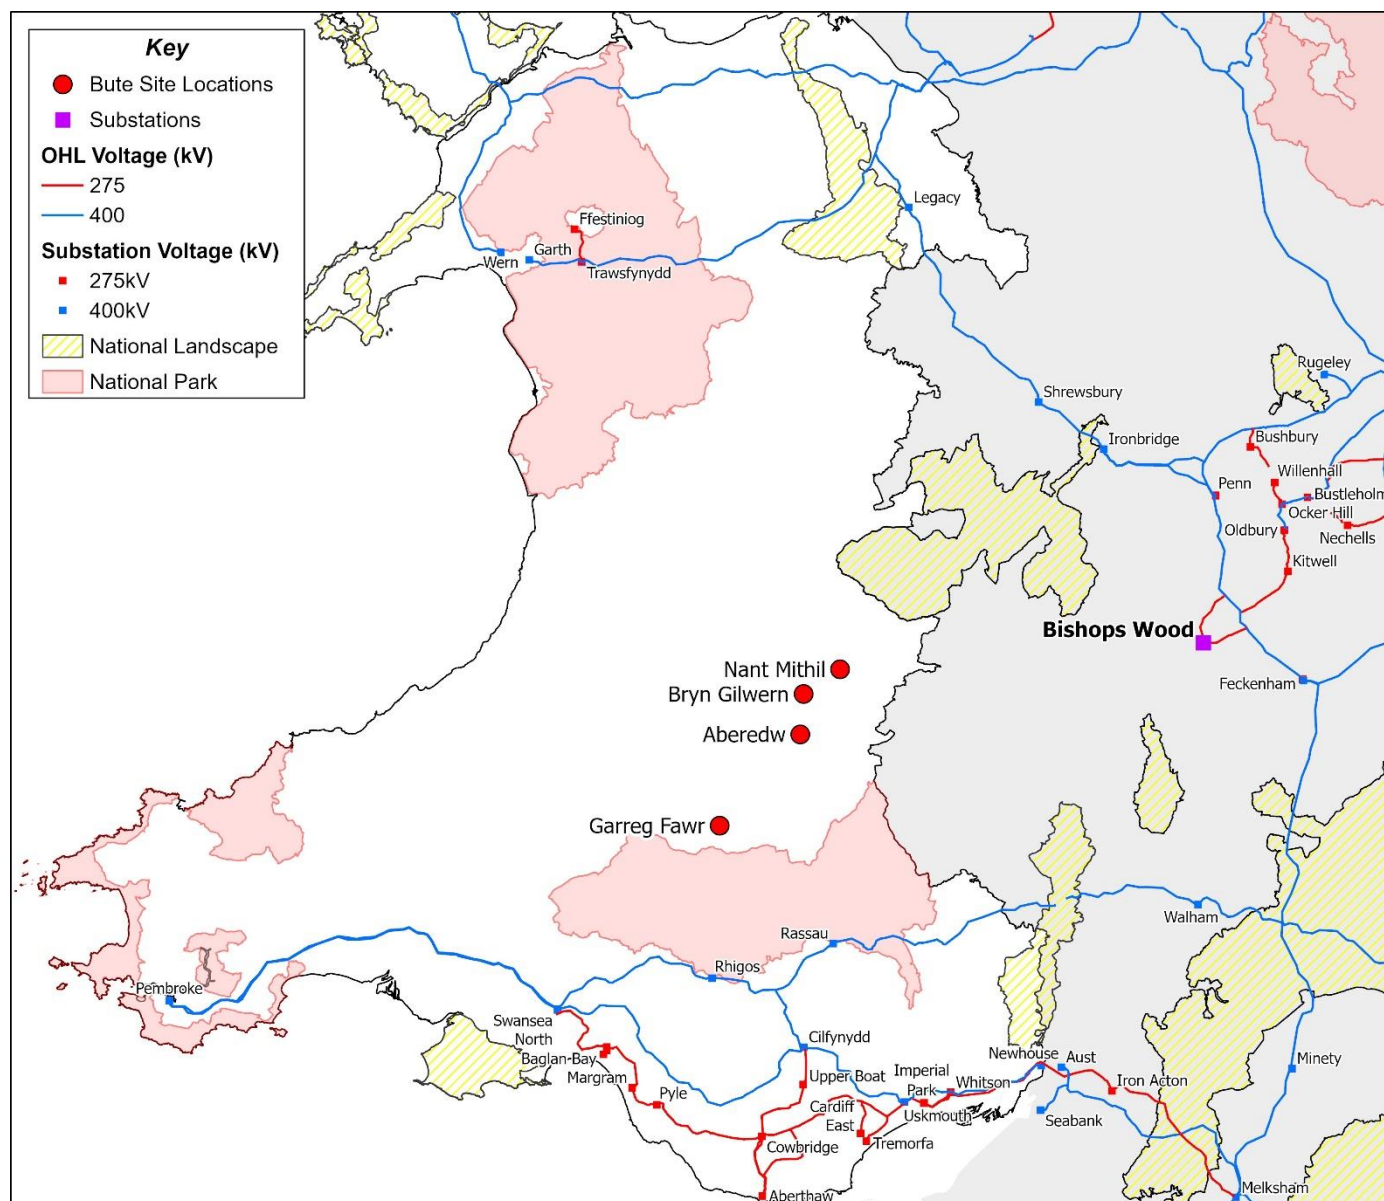 Key
Bute Site Locations
Substations
OHL Voltage (kV)
275
400
Substation Voltage (kV)
275kV
400kV
National Landscape
National Park
Legacy
Ffestiniog
Garth
Wern
Trawsfynydd
Rugeley
Shrewsbury
Ironbridge
Bushbury
Willenhall
Penn
Bustleholm
Ocker Hill
Oldbury
Nechells
Kitwell
Bishops Wood
Nant Mithil
Feckenham
Bryn Gilwern
Aberedw
Garreg Fawr
Walham
Rassau
Rhigos
Pembroke
Swansea
North
Cilfynydd
Baglan-Bay
Newhouse
Aust
Minety
Margram
Upper Boat
Imperial
Park
Whitson
Iron Acton
Pyle
Cardiff
East
Uskmouth
Seabank
Cowbridge
Tremorfa
Aberthaw
Melksham